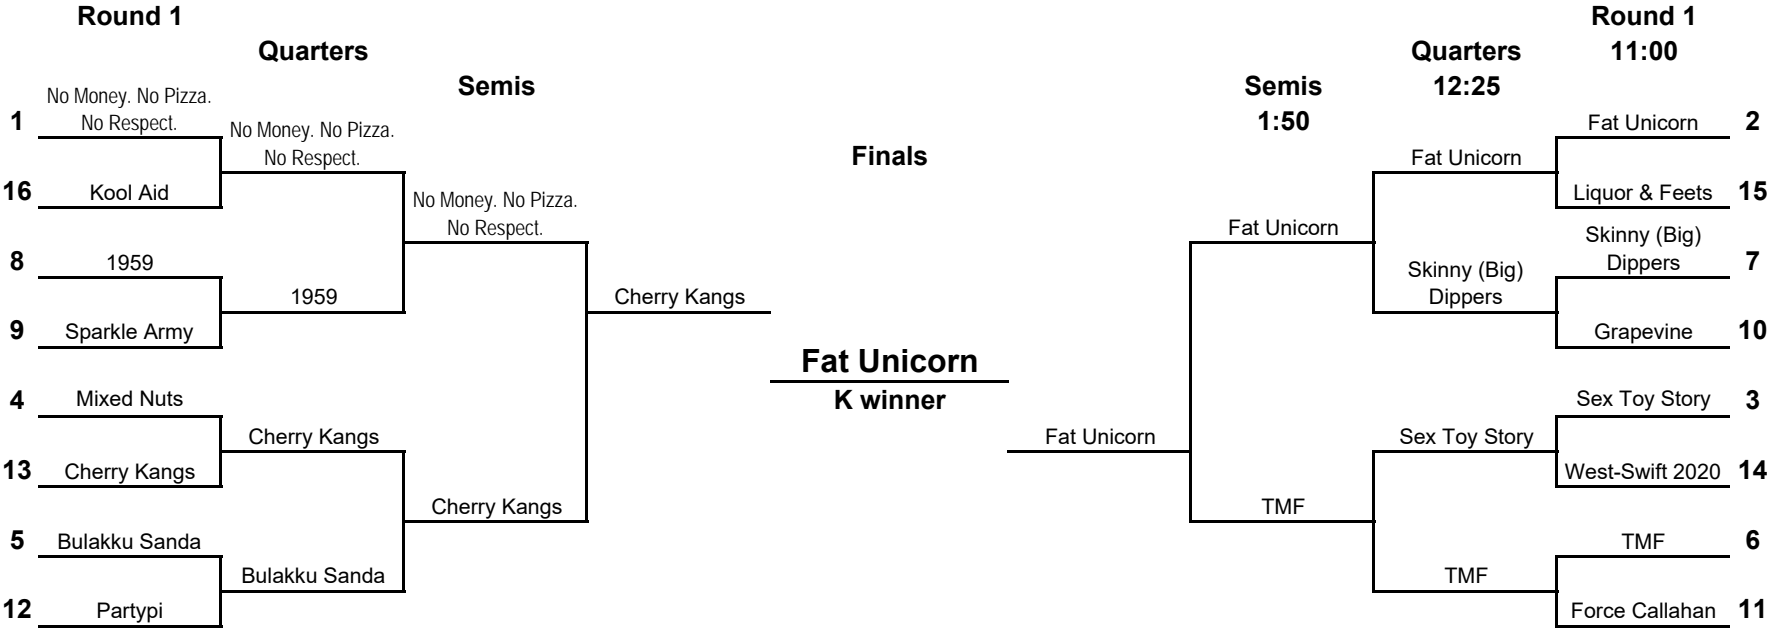 Round 1
Round 1
Quarters
Quarters
11:00
Semis
Semis
12:25
No Money. No Pizza.
1 No Respect.
1:50
Fat Unicorn 2
No Money. No Pizza.
No Respect.
Finals
Fat Unicorn
16 Kool Aid
Liquor & Feets 15
No Money. No Pizza.
No Respect.
Fat Unicorn
Skinny (Big)
Dippers 7
8 1959
Skinny (Big)
Dippers
1959
Cherry Kangs
9 Sparkle Army
Grapevine 10
Fat Unicorn
K winner
4 Mixed Nuts
Sex Toy Story 3
Cherry Kangs
Fat Unicorn
Sex Toy Story
13 Cherry Kangs
West-Swift 2020 14
Cherry Kangs
TMF
5 Bulakku Sanda
TMF 6
Bulakku Sanda
TMF
12 Partypi
Force Callahan 11